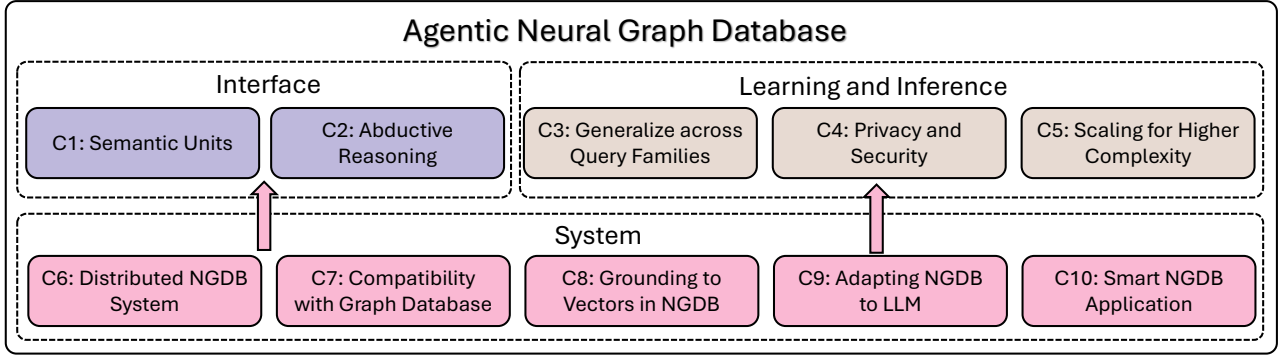 Agentic Neural Graph Database
Interface
C1: Semantic Units
C2: Abductive
Reasoning
Learning and Inference
C3: Generalize across
Query Families
C4: Privacy and
Security
C5: Scaling for Higher
Complexity
System
C6: Distributed NGDB
System
C7: Compatibility
with Graph Database
C8: Grounding to
Vectors in NGDB
C9: Adapting NGDB
to LLM
C10: Smart NGDB
Application